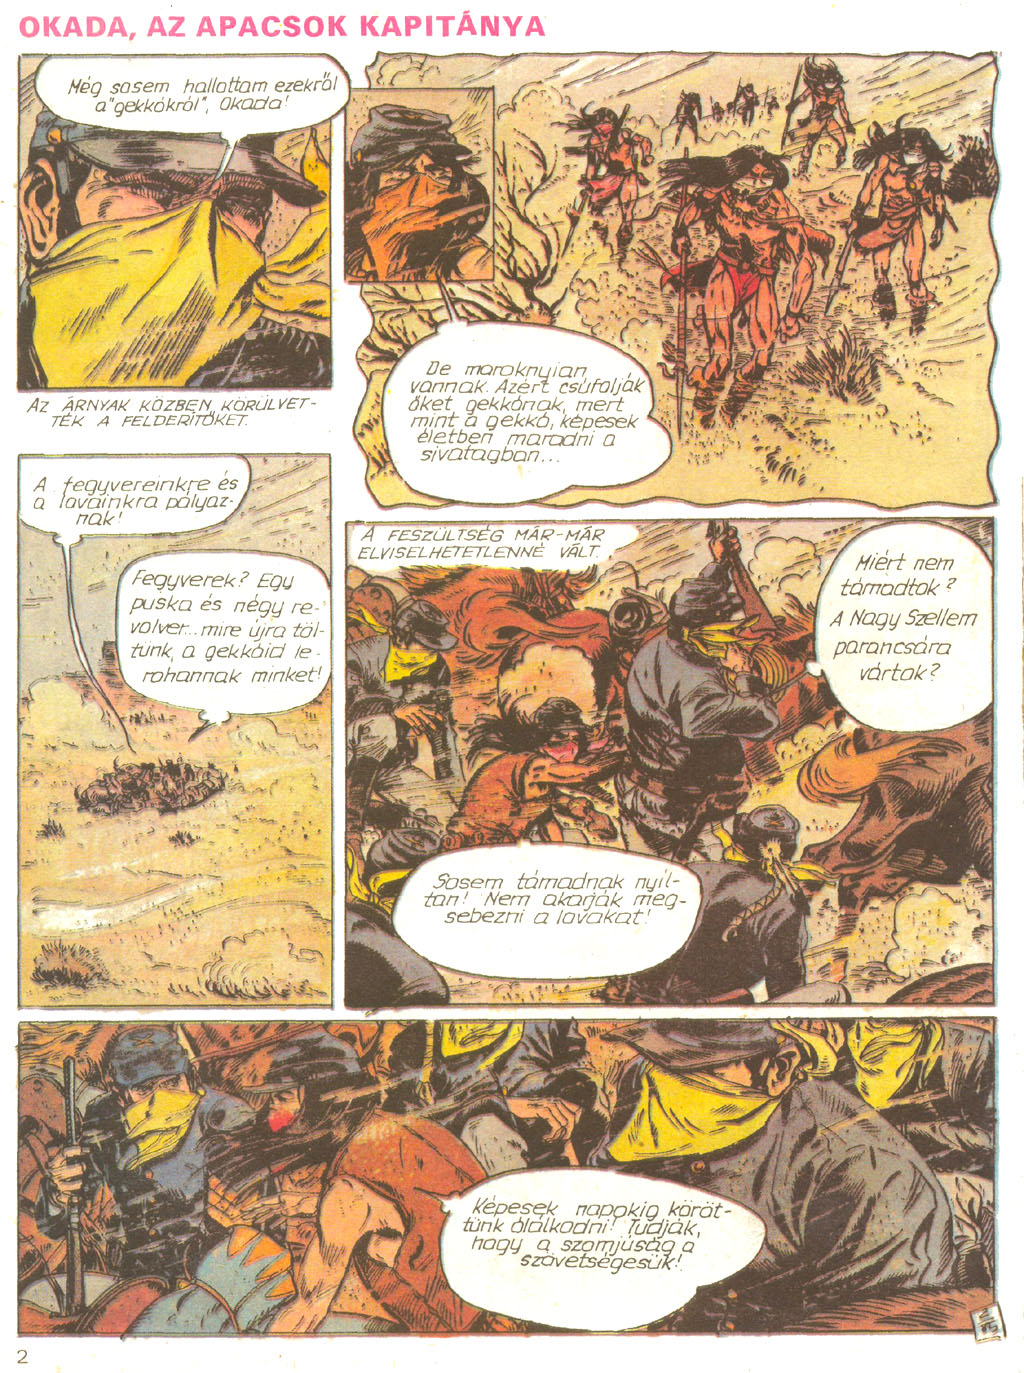 OKADA, AZ APACSOK KAPITÁNYA
Még sosem hallottam ezekről
a "gekkókról", Okada!
AZ ÁRNYAK KÖZBEN KÖRÜLVET-
TÉK A FELDERÍTŐKET.
De maroknyian
vannak. Azért csúfolják
őket gekkónak, mert
mint a gekkó, képesek
életben maradni a
sivatagban...
A fegyvereinkre és
a lovainkra pályáz-
nak!
Fegyverek? Egy
puska és négy re-
volver... mire újra töl-
tünk, a gekkóid le-
rohannak minket!
A FESZÜLTSÉG MÁR-MÁR
ELVISELHETETLENNÉ VÁLT.
Miért nem
támadtok?
A Nagy Szellem
parancsára
vártok?
Sosem támadnak nyíl-
tan! Nem akarják meg-
sebezni a lovakat!
Képesek napokig köröt-
tünk ólálkodni! Tudják,
hogy a szomjúság a
szövetségesük!
2